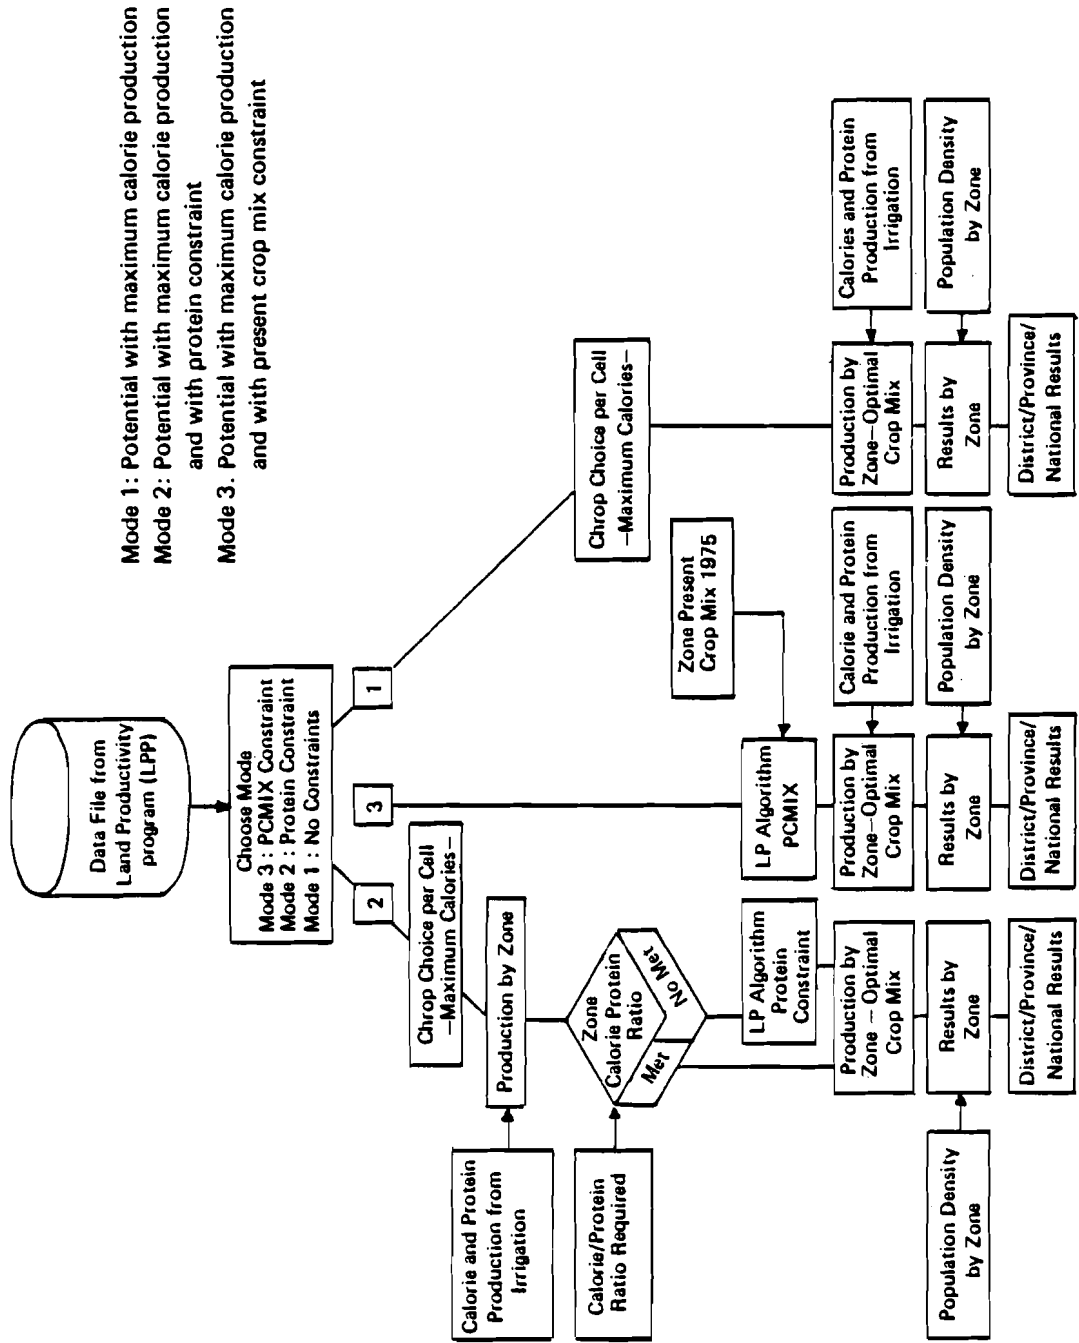 Mode 1: Potential with maximum calorie production
Mode 2: Potential with maximum calorie production
and with protein constraint
Mode 3. Potential with maximum calorie production
and with present crop mix constraint
Data File from
Land Productivity
program (LPP)
Choose Mode
Mode 3 : PCMIX Constraint
Mode 2 : Protein Constraint
Mode 1 : No Constraints
2
3
1
Chrop Choice per Cell
—Maximum Calories—
Calorie and Protein
Production from
Irrigation
Production by Zone
Calorie/Protein
Ratio Required
Zone
Calorie Protein
Ratio
Met
No Met
LP Algorithm
Protein
Constraint
Production by
Zone — Optimal
Crop Mix
Population Density
by Zone
Results by
Zone
District/Province/
National Results
Zone Present
Crop Mix 1975
LP Algorithm
PCMIX
Production by
Zone—Optimal
Crop Mix
Calorie and Protein
Production from
Irrigation
Results by
Zone
Population Density
by Zone
District/Province/
National Results
Chrop Choice per Cell
—Maximum Calories—
Production by
Zone—Optimal
Crop Mix
Calories and Protein
Production from
Irrigation
Results by
Zone
Population Density
by Zone
District/Province/
National Results